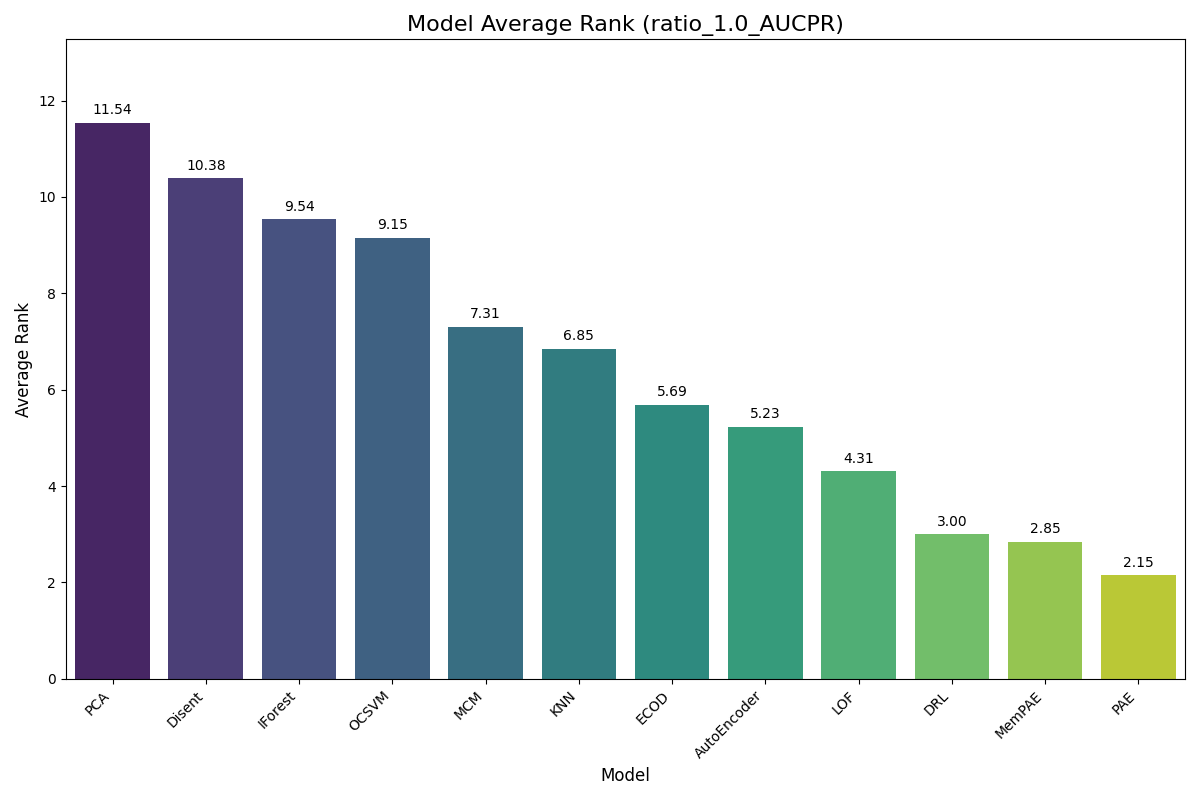 Model Average Rank (ratio_1.0_AUCPR)
Average Rank
12
10
8
6
4
2
0
11.54
10.38
9.54
9.15
7.31
6.85
5.69
5.23
4.31
3.00
2.85
2.15
PCA
Disent
IForest
OCSVM
MCM
KNN
ECOD
AutoEncoder
LOF
DRL
MemPAE
PAE
Model